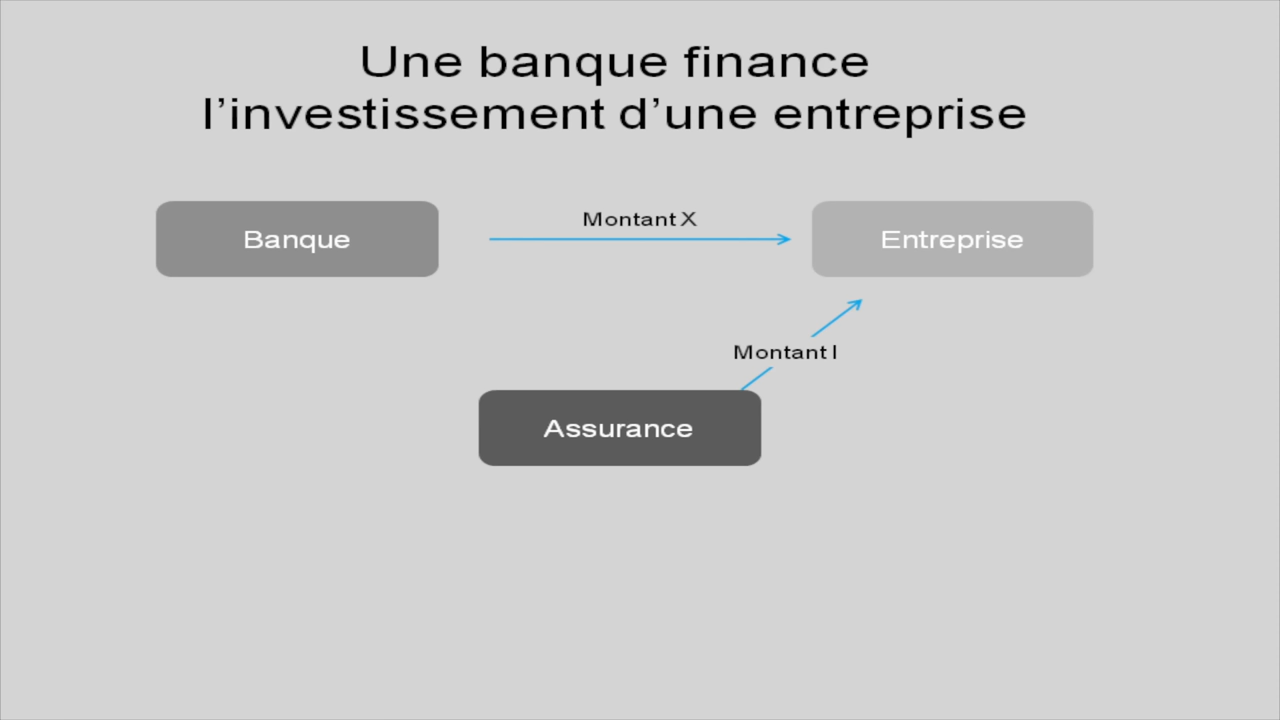 Une banque finance
l’investissement d’une entreprise
Banque
Montant X
Entreprise
Montant I
Assurance